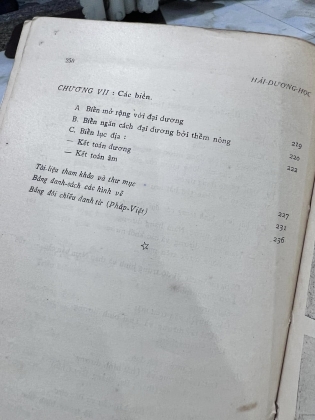 258
HẢI-DƯƠNG-HỌC
CHƯƠNG VII : Các biển.
A Biển mở rộng với đại dương 219
B. Biển ngăn cách đại dương bởi thềm nông 220
C. Biển lục địa : 222
— Kết toán dương
— Kết toán âm
Tài-liệu tham khảo và thư mục 227
Bảng danh-sách các hình vẽ 231
Bảng đối chiếu danh từ (Pháp-Việt) 236